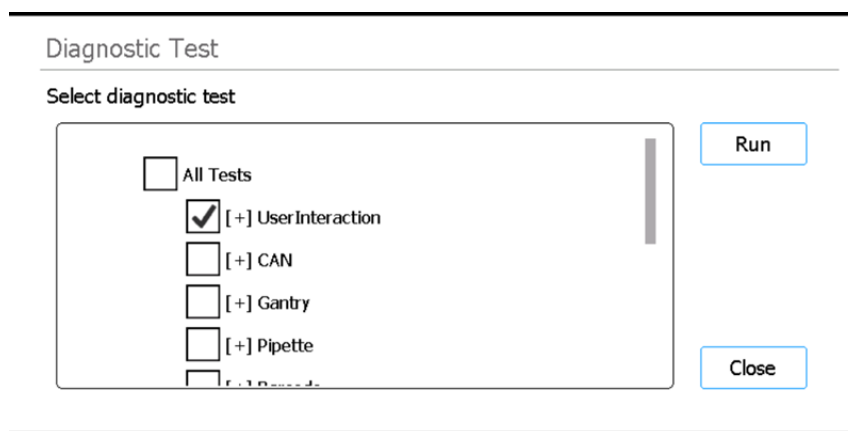 Diagnostic Test
Select diagnostic test
Run
All Tests
[+] UserInteraction
[+] CAN
[+] Gantry
[+] Pipette
Close